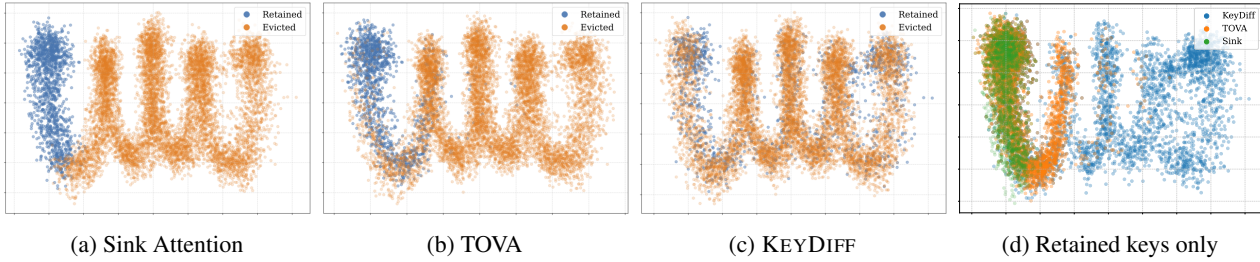 Retained
Evicted
Retained
Evicted
Retained
Evicted
KeyDiff
TOVA
Sink
(a) Sink Attention
(b) TOVA
(c) KEYDIFF
(d) Retained keys only